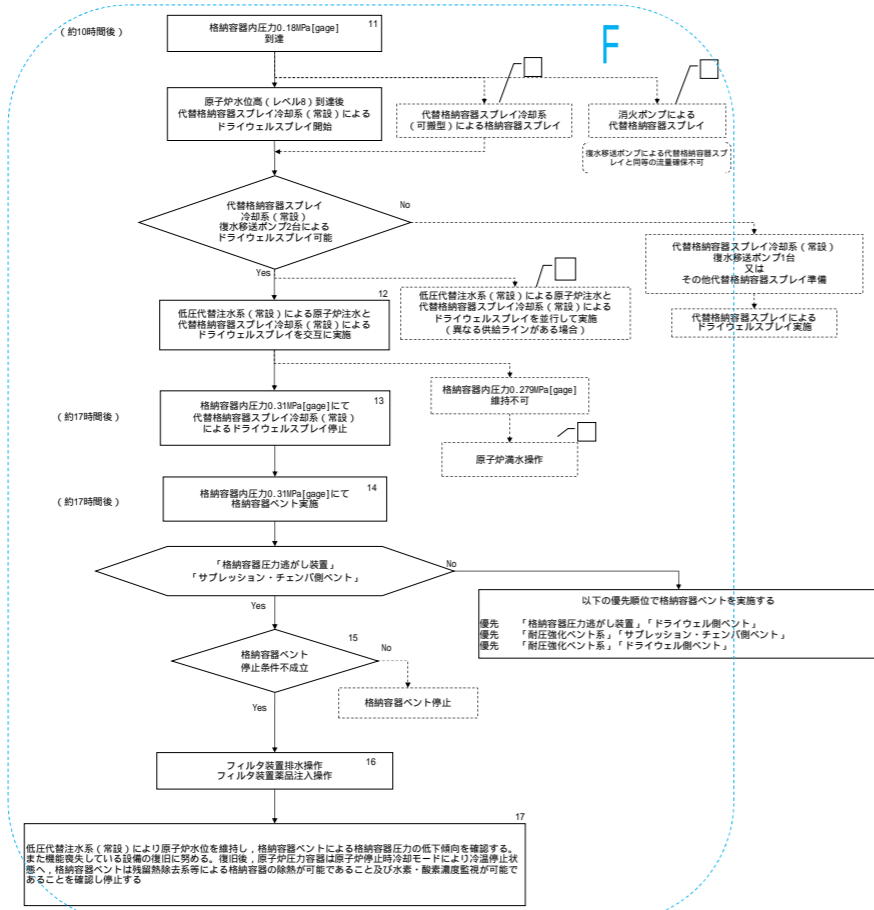 F
(約10時間後)
格納容器内圧力0.18MPa[gage]
到達
11
原子炉水位高(レベル8)到達後
代替格納容器スプレイ冷却系(常設)による
ドライウェルスプレイ開始
代替格納容器スプレイ冷却系
(可搬型)による格納容器スプレイ
消火ポンプによる
代替格納容器スプレイ
復水移送ポンプによる代替格納容器スプ
レイと同等の流量確保不可
代替格納容器スプレイ
冷却系(常設)
復水移送ポンプ2台による
ドライウェルスプレイ可能
No
Yes
代替格納容器スプレイ冷却系(常設)
復水移送ポンプ1台
又は
その他代替格納容器スプレイ準備
代替格納容器スプレイによる
ドライウェルスプレイ実施
12
低圧代替注水系(常設)による原子炉注水と
代替格納容器スプレイ冷却系(常設)による
ドライウェルスプレイを交互に実施
低圧代替注水系(常設)による原子炉注水と
代替格納容器スプレイ冷却系(常設)による
ドライウェルスプレイを並行して実施
(異なる供給ラインがある場合)
(約17時間後)
13
格納容器内圧力0.31MPa[gage]にて
代替格納容器スプレイ冷却系(常設)
によるドライウェルスプレイ停止
格納容器内圧力0.279MPa[gage]
維持不可
原子炉満水操作
(約17時間後)
14
格納容器内圧力0.31MPa[gage]にて
格納容器ベント実施
「格納容器圧力逃がし装置」
「サプレッション・チェンバ側ベント」
No
Yes
以下の優先順位で格納容器ベントを実施する
優先 「格納容器圧力逃がし装置」「ドライウェル側ベント」
優先 「耐圧強化ベント系」「サプレッション・チェンバ側ベント」
優先 「耐圧強化ベント系」「ドライウェル側ベント」
15
格納容器ベント
停止条件不成立
No
Yes
格納容器ベント停止
16
フィルタ装置排水操作
フィルタ装置薬品注入操作
17
低圧代替注水系(常設)により原子炉水位を維持し,格納容器ベントによる格納容器圧力の低下傾向を確認する。
また機能喪失している設備の復旧に努める。復旧後,原子炉圧力容器は原子炉停止時冷却モードにより冷温停止状
態へ,格納容器ベントは残留熱除去系等による格納容器の除熱が可能であること及び水素・酸素濃度監視が可能で
あることを確認し停止する